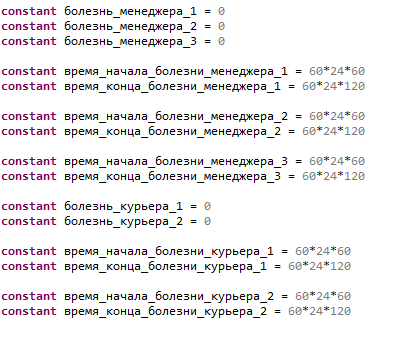 constant болезнь_менеджера_1 = 0
constant болезнь_менеджера_2 = 0
constant болезнь_менеджера_3 = 0
constant время_начала_болезни_менеджера_1 = 60*24*60
constant время_конца_болезни_менеджера_1 = 60*24*120
constant время_начала_болезни_менеджера_2 = 60*24*60
constant время_конца_болезни_менеджера_2 = 60*24*120
constant время_начала_болезни_менеджера_3 = 60*24*60
constant время_конца_болезни_менеджера_3 = 60*24*120
constant болезнь_курьера_1 = 0
constant болезнь_курьера_2 = 0
constant время_начала_болезни_курьера_1 = 60*24*60
constant время_конца_болезни_курьера_1 = 60*24*120
constant время_начала_болезни_курьера_2 = 60*24*60
constant время_конца_болезни_курьера_2 = 60*24*120